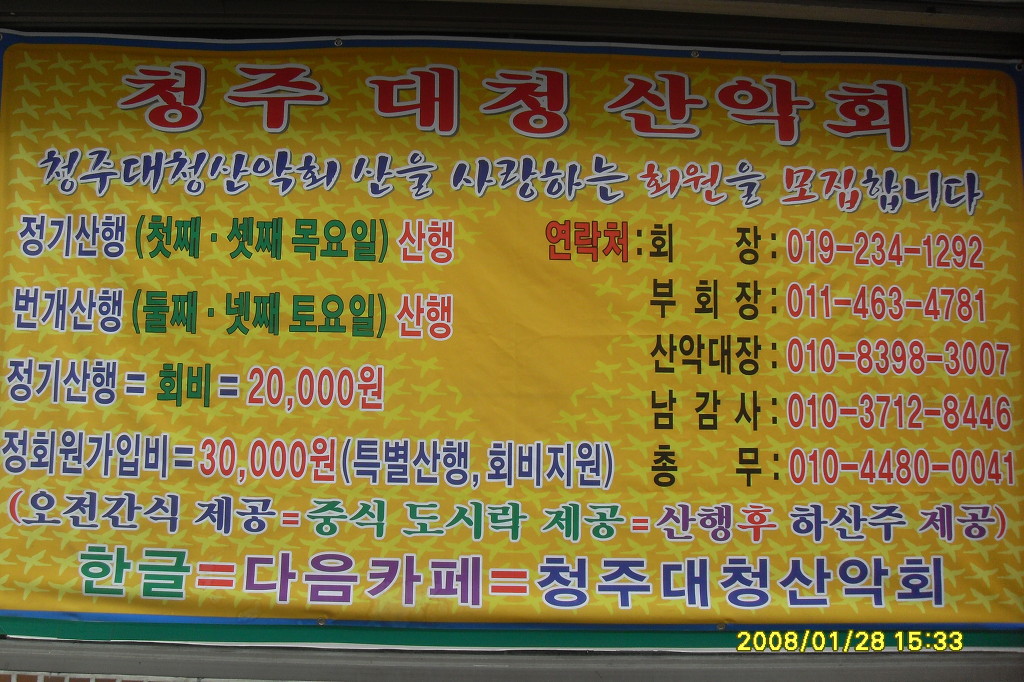 청주 대청 산악회
청주대청산악회 산을 사랑하는 회원을 모집합니다
정기산행 (첫째·셋째 목요일) 산행
번개산행 (둘째·넷째 토요일) 산행
정기산행 = 회비 = 20,000원
정회원가입비=30,000원(특별산행, 회비지원)
연락처:회 장: 019-234-1292
부 회 장: 011-463-4781
산악대장: 010-8398-3007
남 감 사: 010-3712-8446
총 무: 010-4480-0041
(오전간식 제공=중식 도시락 제공=산행후 하산주 제공)
한글=다음카페=청주대청산악회
2008/01/28 15:33